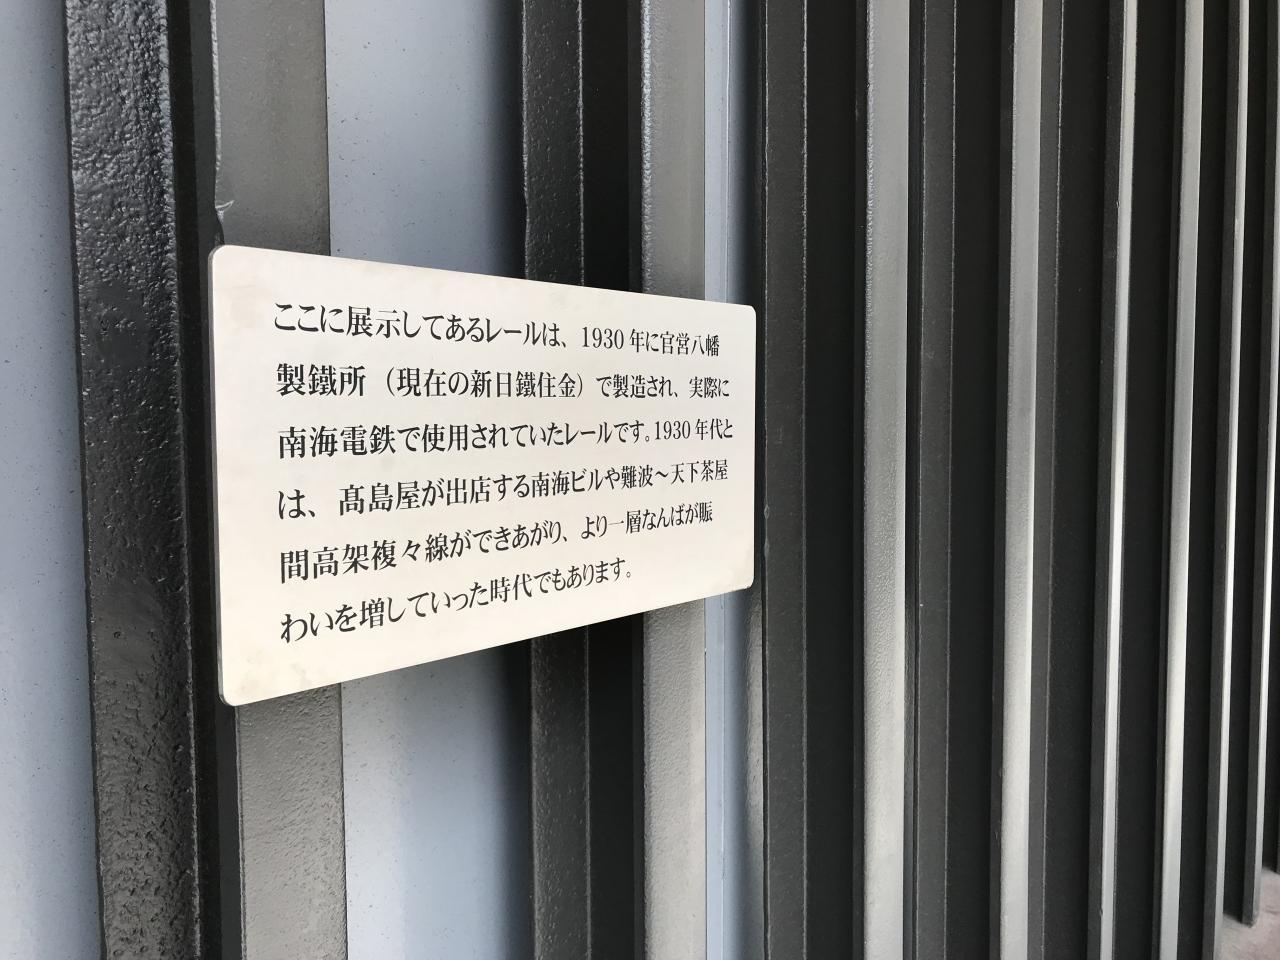 ここに展示してあるレールは、1930年に官営八幡
製鐵所（現在の新日鐵住金）で製造され、実際に
南海電鉄で使用されていたレールです。1930年代と
は、髙島屋が出店する南海ビルや難波～天下茶屋
間高架複々線ができあがり、より一層なんばが賑
わいを増していった時代でもあります。